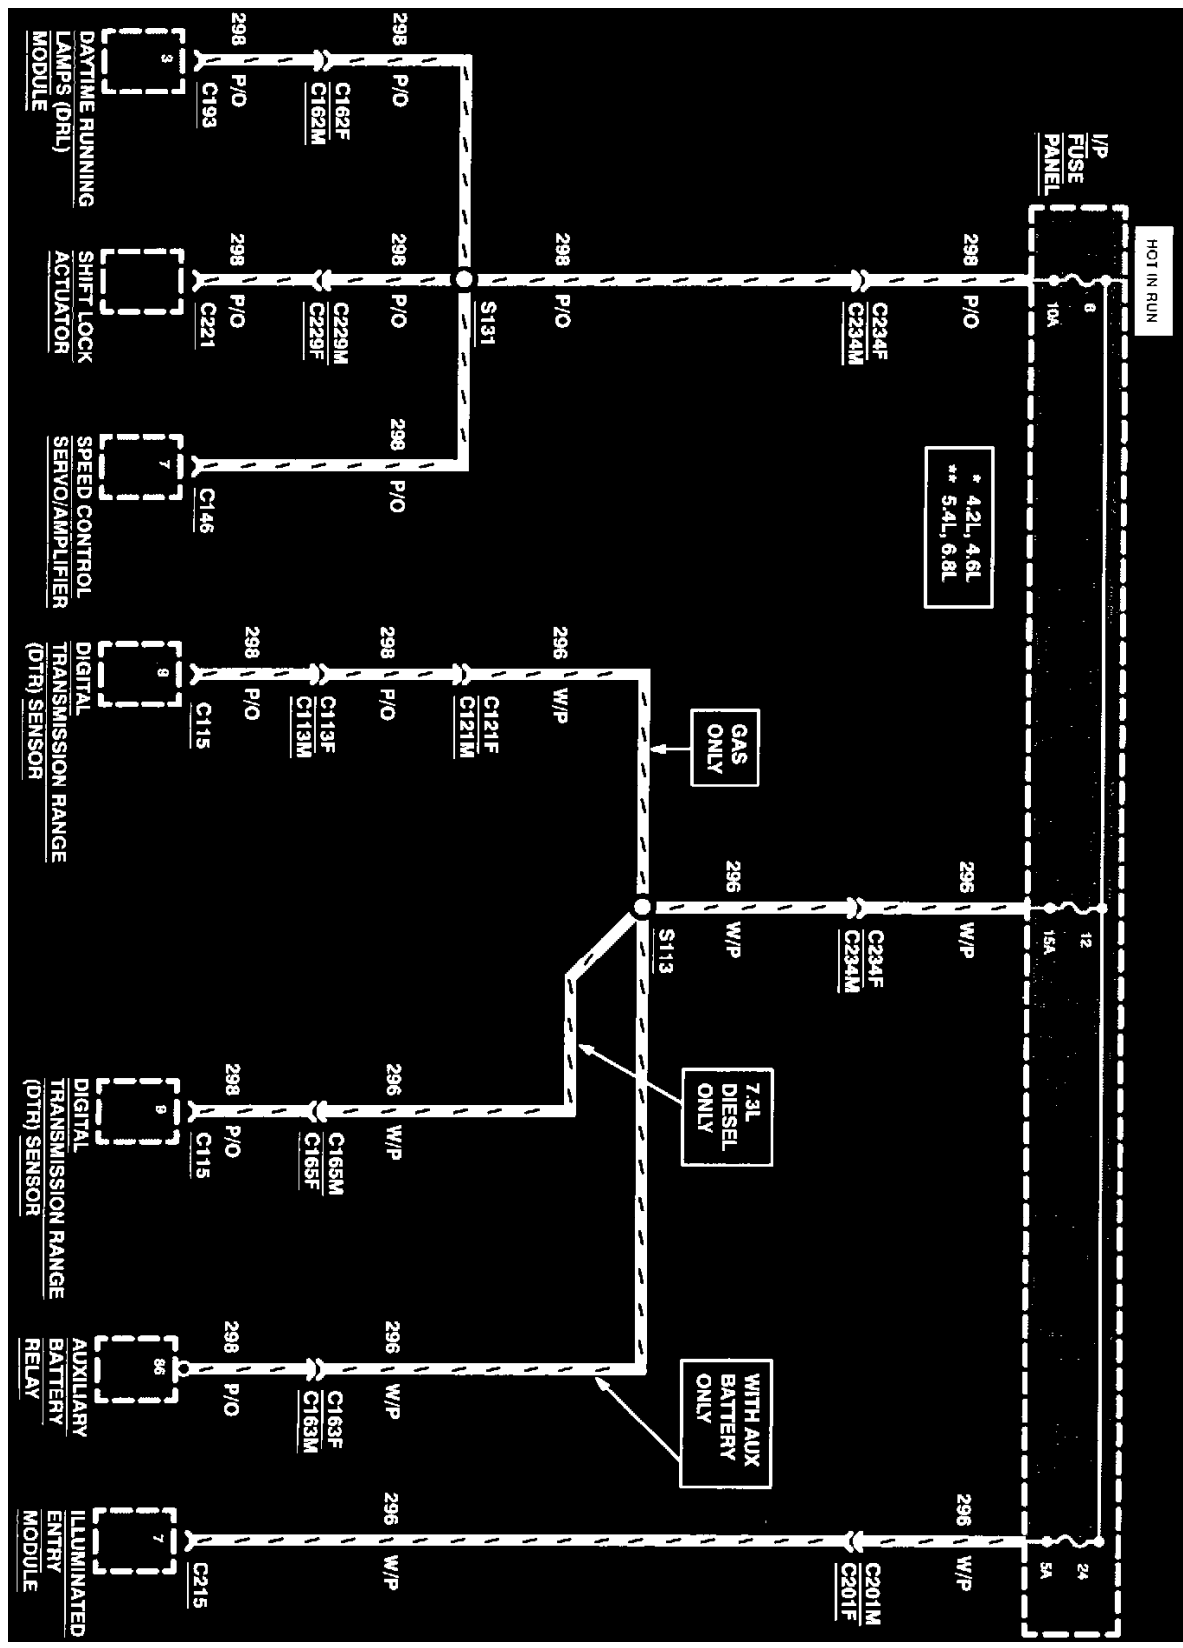 HOT IN RUN
I/P
FUSE
PANEL
8
10A
12
15A
24
5A
298 P/O
C234F
C234M
296 W/P
C234F
C234M
296 W/P
C201M
C201F
* 4.2L, 4.6L
** 5.4L, 6.8L
GAS
ONLY
7.3L
DIESEL
ONLY
WITH AUX
BATTERY
ONLY
298 P/O
S131
296 W/P
S113
298 P/O
C162F
C162M
298 P/O
C193
3
DAYTIME RUNNING
LAMPS (DRL)
MODULE
298 P/O
C229M
C229F
298 P/O
C221
SHIFT LOCK
ACTUATOR
298 P/O
C146
7
SPEED CONTROL
SERVO/AMPLIFIER
296 W/P
C121F
C121M
298 P/O
C113F
C113M
298 P/O
C115
9
DIGITAL
TRANSMISSION RANGE
(DTR) SENSOR
296 W/P
C165M
C165F
298 P/O
C115
9
DIGITAL
TRANSMISSION RANGE
(DTR) SENSOR
296 W/P
C163F
C163M
298 P/O
86
AUXILIARY
BATTERY
RELAY
296 W/P
C215
7
ILLUMINATED
ENTRY
MODULE